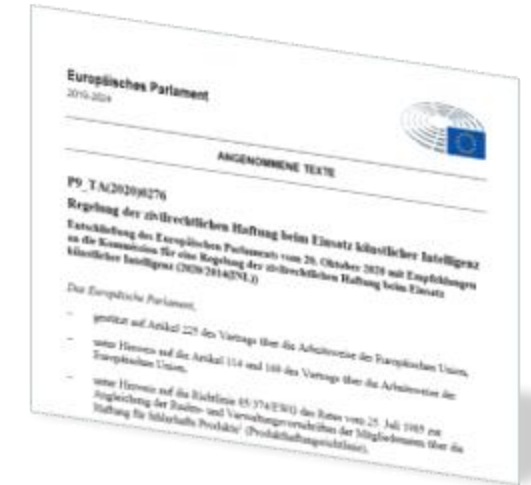 Europäisches Parlament
2019-2024
ANGENOMMENE TEXTE
P9_TA(2020)0276
Regelung der zivilrechtlichen Haftung beim Einsatz künstlicher Intelligenz
Entschließung des Europäischen Parlaments vom 20. Oktober 2020 mit Empfehlungen
an die Kommission für eine Regelung der zivilrechtlichen Haftung beim Einsatz
künstlicher Intelligenz (2020/2014(INL))
Das Europäische Parlament,
– gestützt auf Artikel 225 des Vertrags über die Arbeitsweise der Europäischen Union,
– unter Hinweis auf die Artikel 114 und 169 des Vertrags über die Arbeitsweise der
Europäischen Union,
– unter Hinweis auf die Richtlinie 85/374/EWG des Rates vom 25. Juli 1985 zur
Angleichung der Rechts- und Verwaltungsvorschriften der Mitgliedstaaten über die
Haftung für fehlerhafte Produkte¹ (Produkthaftungsrichtlinie),